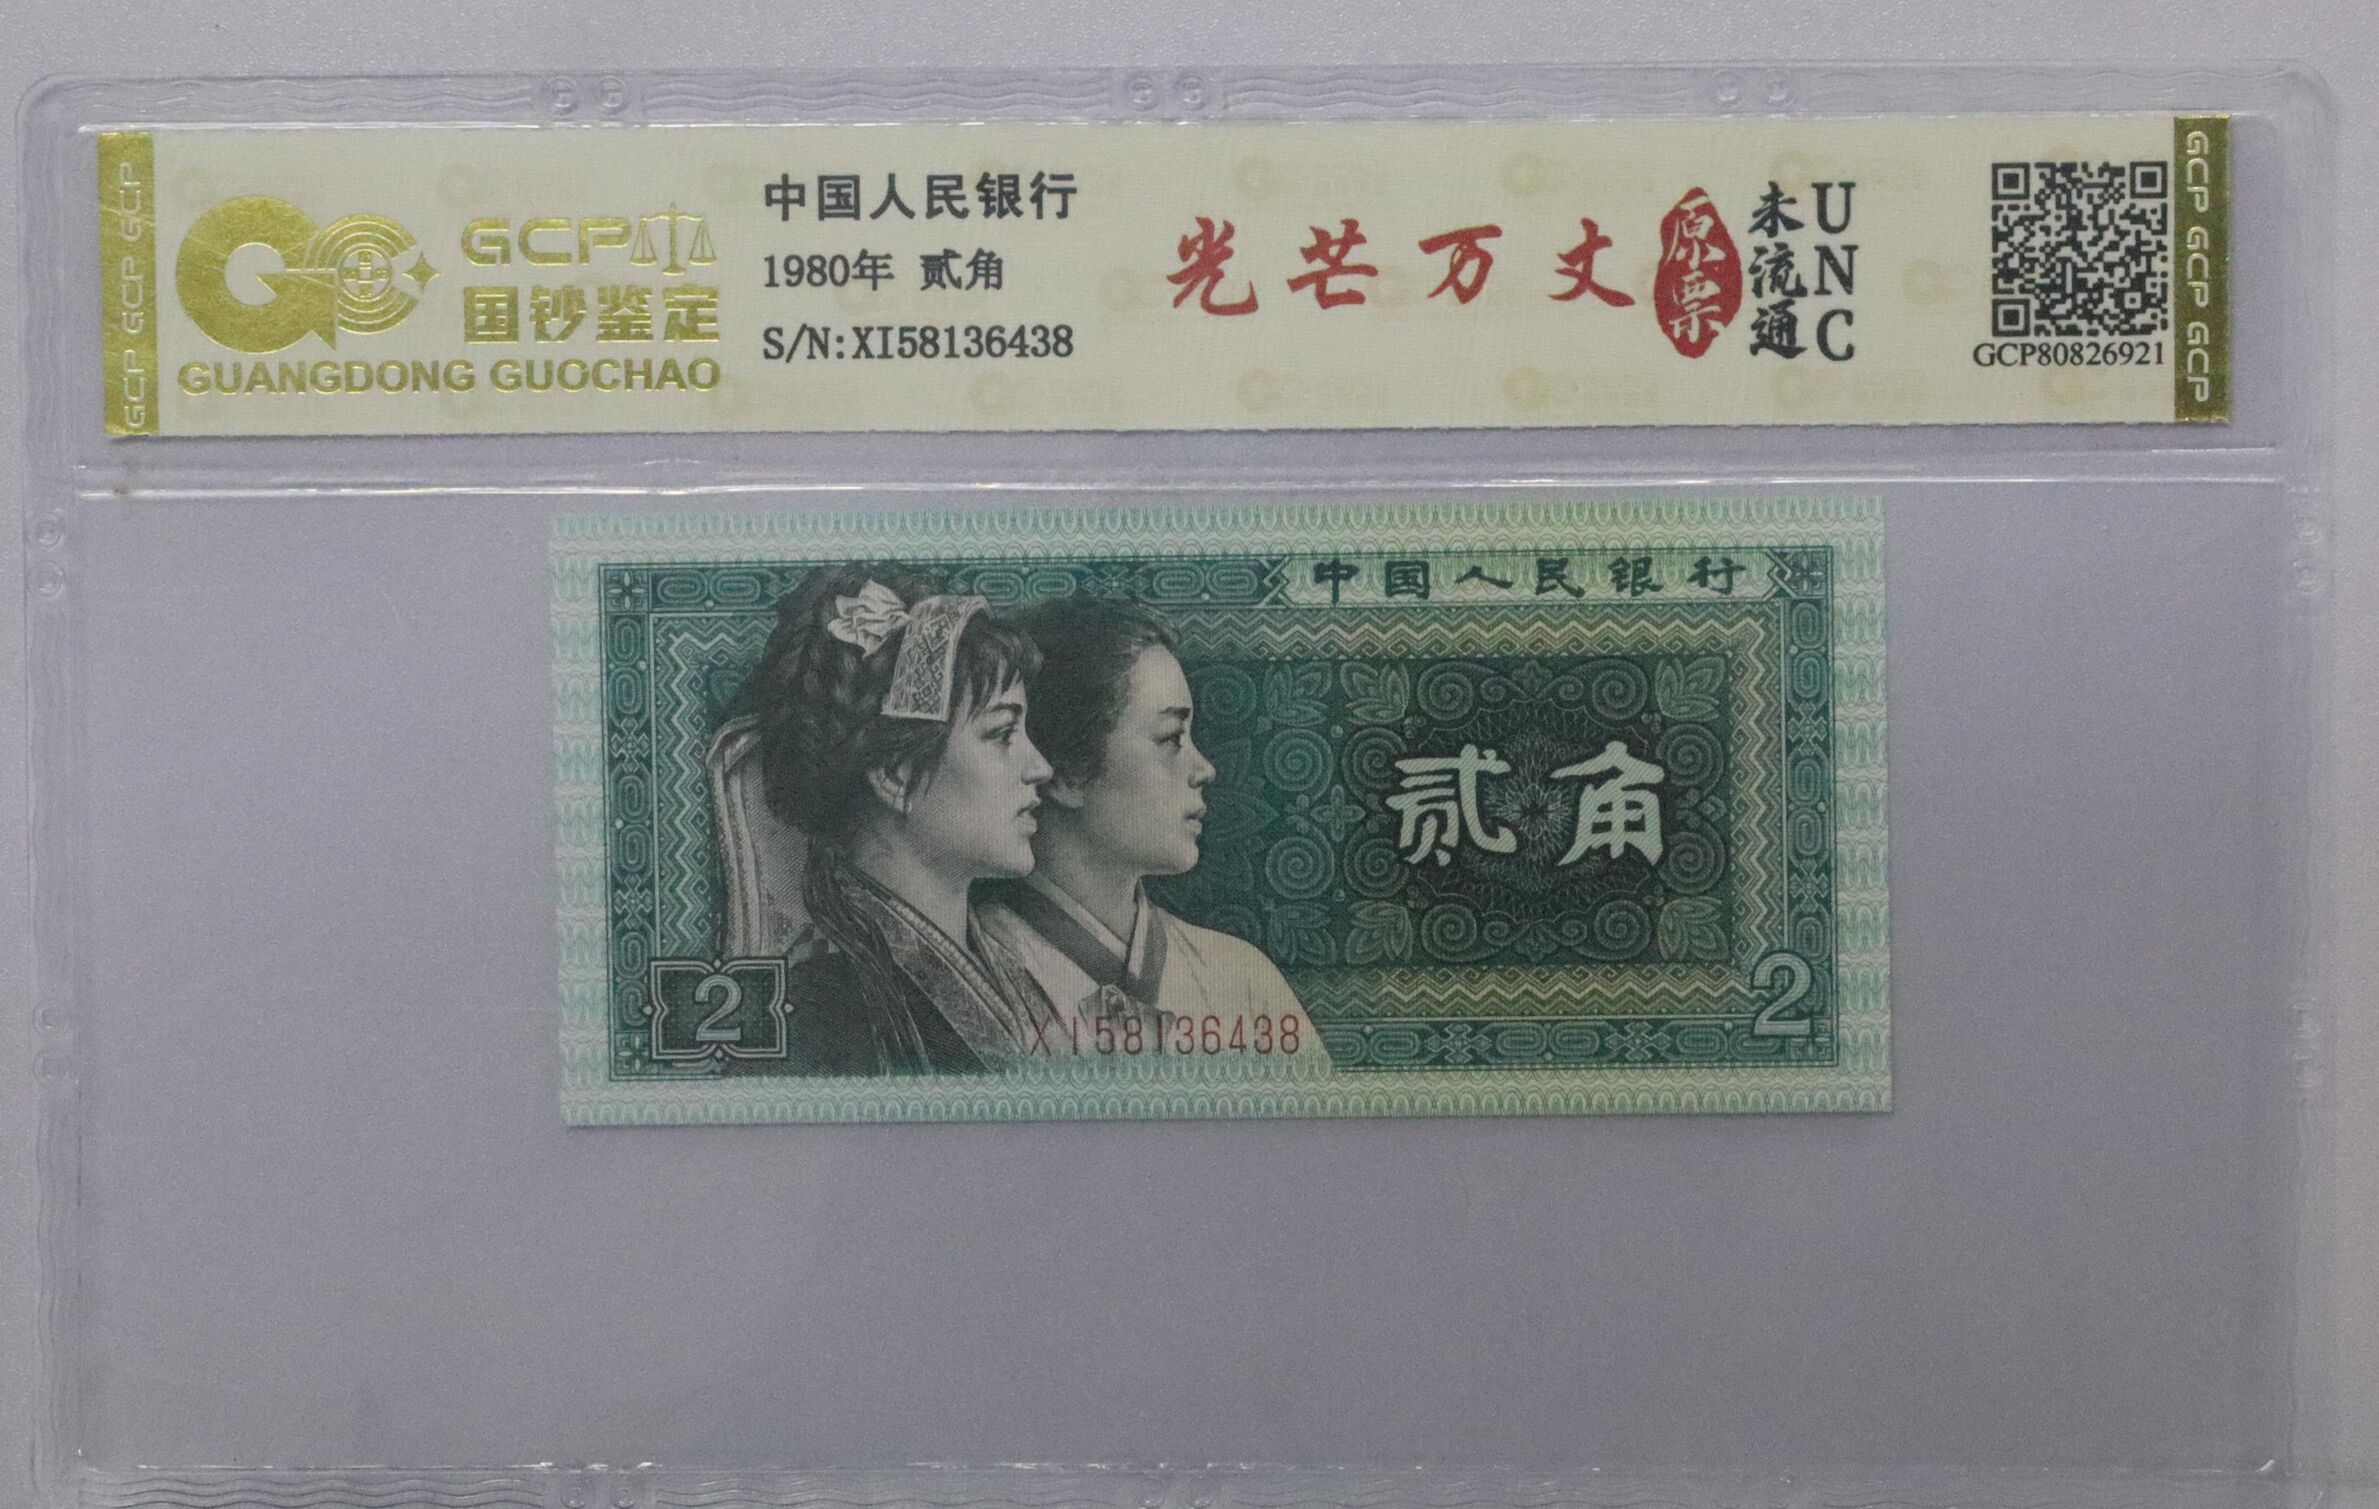 GCP GCP GCP
GCP
国钞鉴定
GUANGDONG GUOCHAO
中国人民银行
1980年 贰角
S/N:XI58136438
光芒万丈
原票
未流通
UNC
GCP80826921
GCP GCP GCP
中国人民银行
贰角
2
2
XI58136438